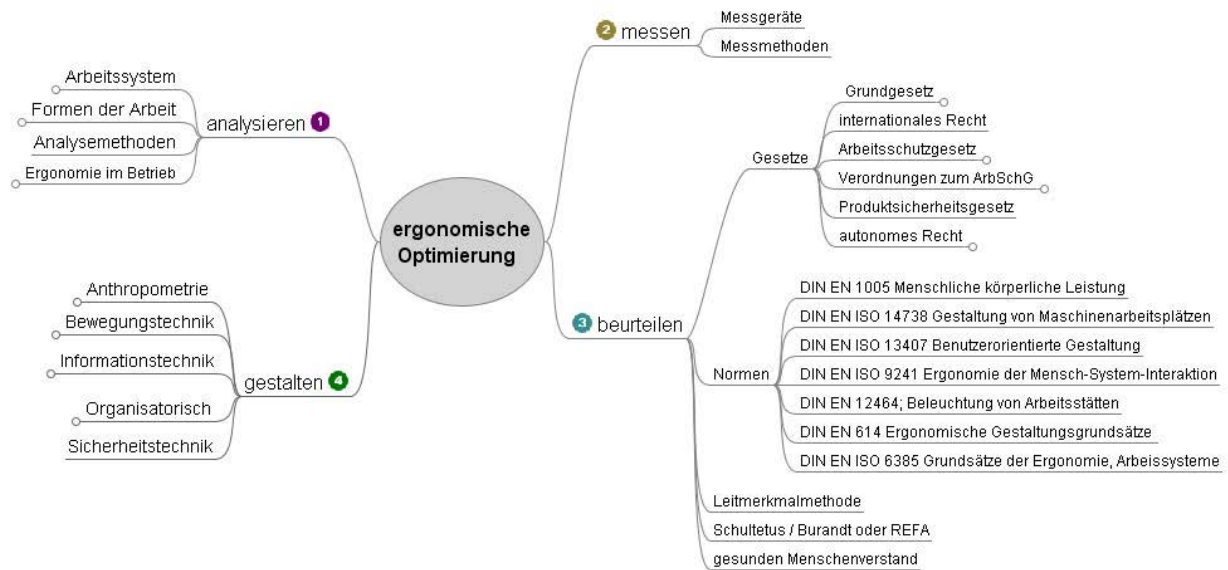 ergonomische
Optimierung
1
analysieren
Arbeitssystem
Formen der Arbeit
Analysemethoden
Ergonomie im Betrieb
2
messen
Messgeräte
Messmethoden
3
beurteilen
Gesetze
Grundgesetz
internationales Recht
Arbeitsschutzgesetz
Verordnungen zum ArbSchG
Produktsicherheitsgesetz
autonomes Recht
Normen
DIN EN 1005 Menschliche körperliche Leistung
DIN EN ISO 14738 Gestaltung von Maschinenarbeitsplätzen
DIN EN ISO 13407 Benutzerorientierte Gestaltung
DIN EN ISO 9241 Ergonomie der Mensch-System-Interaktion
DIN EN 12464; Beleuchtung von Arbeitsstätten
DIN EN 614 Ergonomische Gestaltungsgrundsätze
DIN EN ISO 6385 Grundsätze der Ergonomie, Arbeissysteme
Leitmerkmalmethode
Schultetus / Burandt oder REFA
gesunden Menschenverstand
4
gestalten
Anthropometrie
Bewegungstechnik
Informationstechnik
Organisatorisch
Sicherheitstechnik